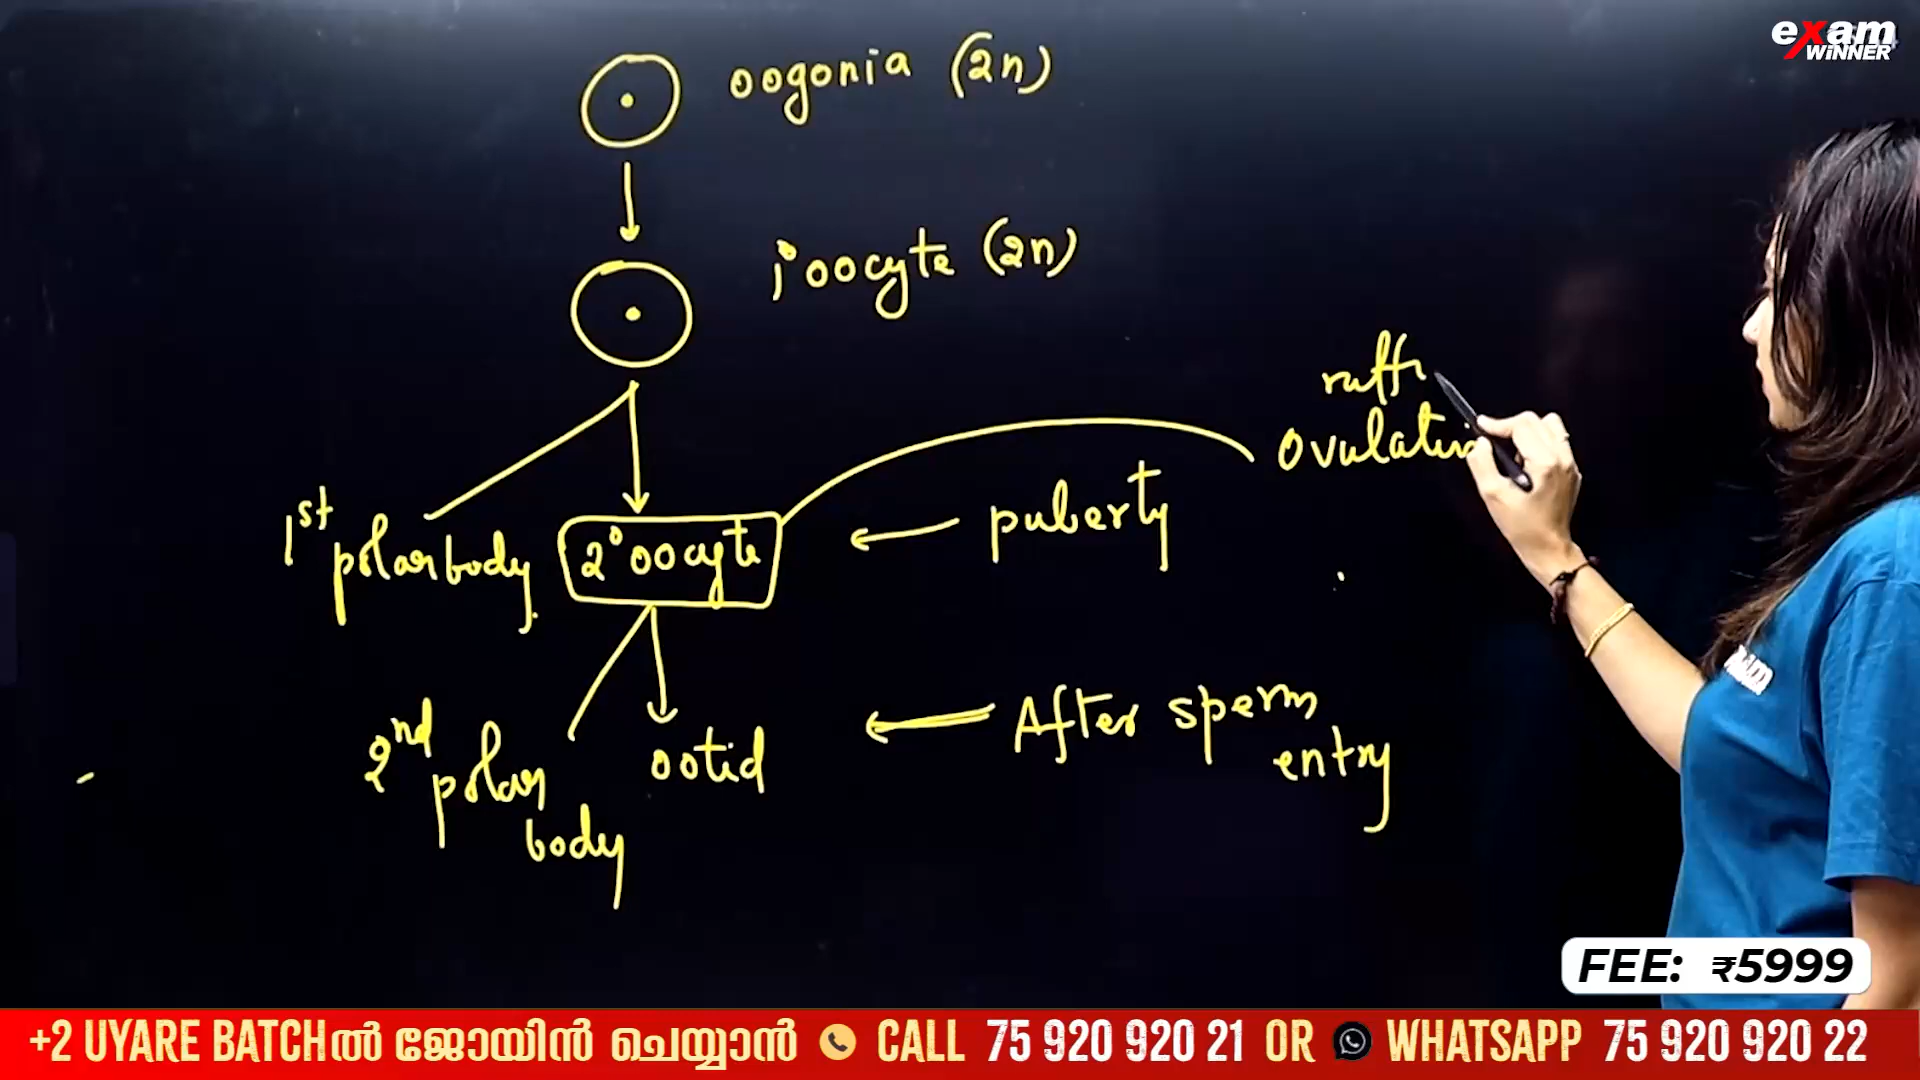 exam
WINNER
oogonia (2n)
1° oocyte (2n)
ovulation
1st polar body
2° oocyte
puberty
2nd polar body
ootid
After sperm
entry
FEE: ₹5999
+2 UYARE BATCHൽ ജോയിൻ ചെയ്യാൻ CALL 75 920 920 21 OR WHATSAPP 75 920 920 22